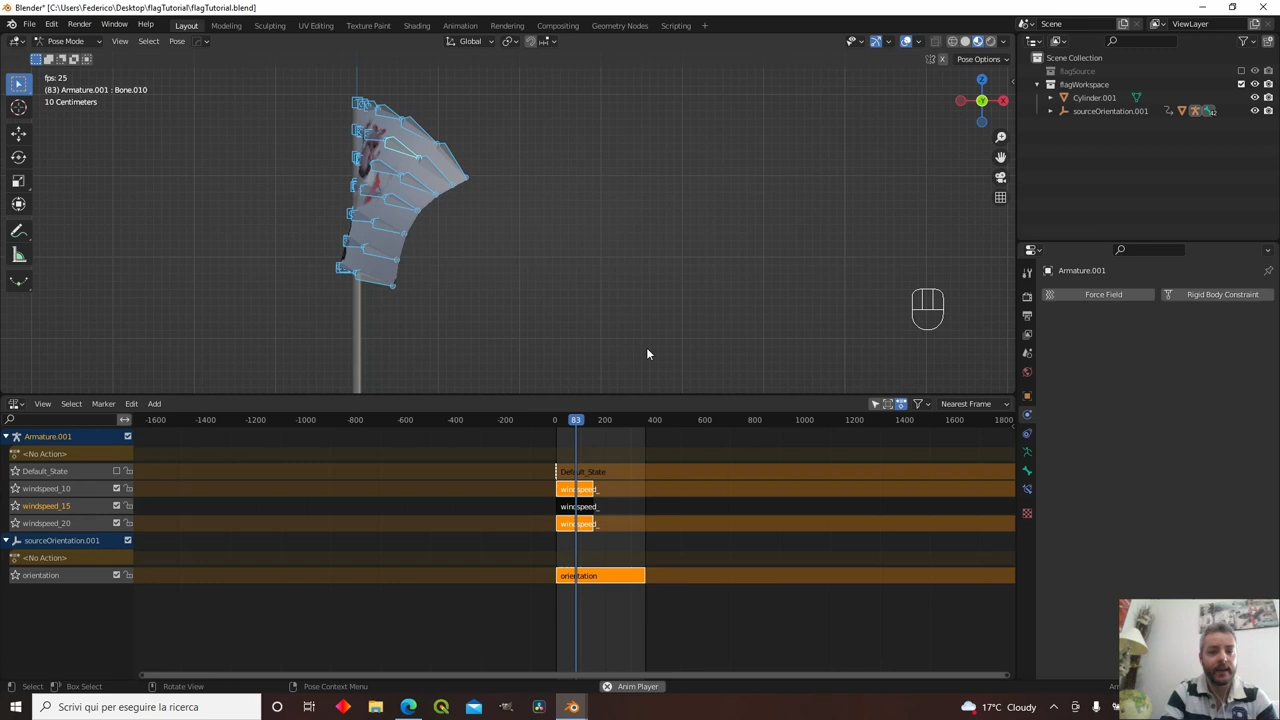 Blender* [C:\Users\Federico\Desktop\flagTutorial\flagTutorial.blend]
File Edit Render Window Help Layout Modeling Sculpting UV Editing Texture Paint Shading Animation Rendering Compositing Geometry Nodes Scripting + Scene ViewLayer
Pose Mode View Select Pose Global
X Pose Options
fps: 25
(83) Armature.001 : Bone.010
10 Centimeters
Z
Y
X
Scene Collection
flagSource
flagWorkspace
Cylinder.001
sourceOrientation.001 42
Armature.001
Force Field Rigid Body Constraint
View Select Marker Edit Add Nearest Frame
-1600 -1400 -1200 -1000 -800 -600 -400 -200 0 83 200 400 600 800 1000 1200 1400 1600 1800
Armature.001
<No Action>
Default_State Default_State
windspeed_10 windspeed_
windspeed_15 windspeed_
windspeed_20 windspeed_
sourceOrientation.001
<No Action>
orientation orientation
Select Box Select Rotate View Pose Context Menu Anim Player
Scrivi qui per eseguire la ricerca 17°C Cloudy